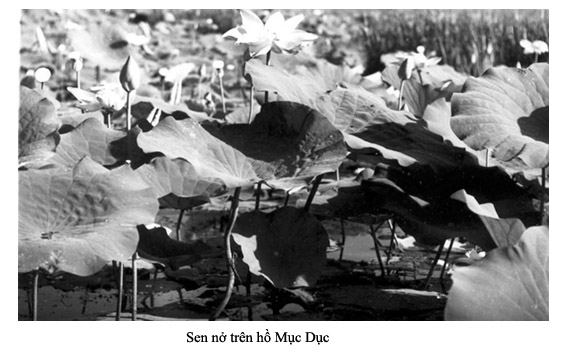 Sen nở trên hồ Mục Dục